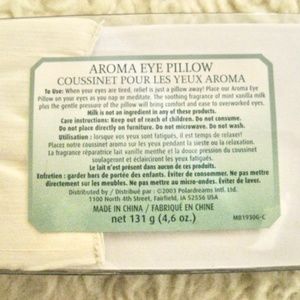 AROMA EYE PILLOW
COUSSINET POUR LES YEUX AROMA
To Use: When your eyes are tired, relief is just a pillow away! Place our Aroma Eye
Pillow on your eyes as you nap or meditate. The soothing fragrance of mint vanilla milk
plus the gentle pressure of the pillow will bring comfort and ease to overworked eyes.
Milk is not an ingredient in any of these products.
Care instructions: Keep out of reach of children. Do not consume.
Do not place directly on furniture. Do not microwave. Do not wash.
Utilisation : lorsque vos yeux sont fatigués, il est temps de relaxer!
Placez notre coussinet aroma sur les yeux pendant la sieste ou la relaxation.
La fragrance réparatrice lait vanille menthe et la douce pression du coussinet
soulageront et éclairciront les yeux fatigués.
Le lait n'est présent dans aucun de ces produits.
Entretien : garder hors de portée des enfants. Éviter de consommer. Ne pas mettre
directement sur les meubles. Ne pas mettre au micro-ondes. Éviter de laver.
Distributed by / Distribué par : ©2003 Polardreams Intl. Ltd.
1100 North 4th Street, Fairfield, IA 52556 USA
MADE IN CHINA / FABRIQUÉ EN CHINE
net 131 g (4,6 oz.)
MB19306-C